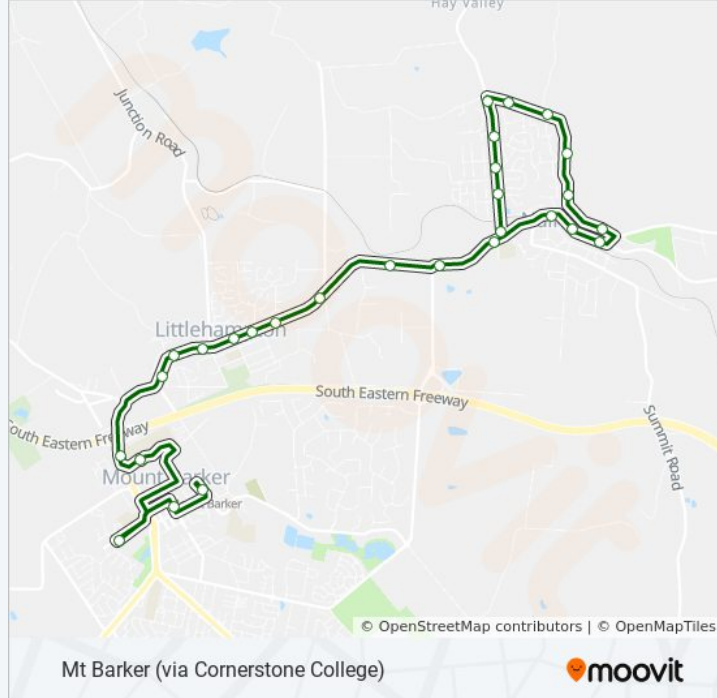 Hay Valley
Junction Road
Littlehampton
South Eastern Freeway
South Eastern Freeway
Summit Road
Mount Barker
Barker
© OpenStreetMap contributors | © OpenMapTiles
Mt Barker (via Cornerstone College)
moovit